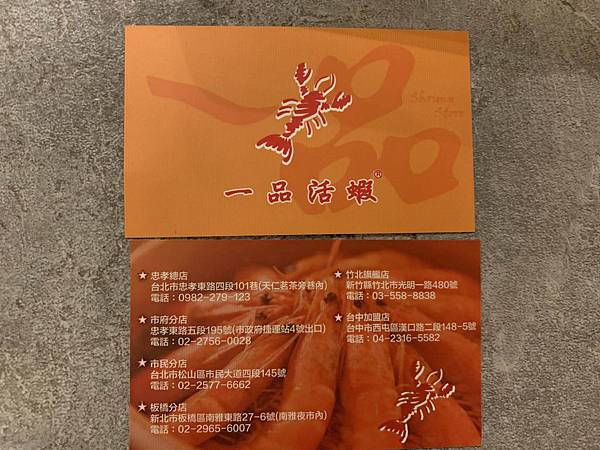 一品
Shrimp
Store
一品活蝦®
★ 忠孝總店
台北市忠孝東路四段101巷(天仁茗茶旁巷內)
電話：0982-279-123
★ 市府分店
忠孝東路五段195號(市政府捷運站4號出口)
電話：02-2756-0028
★ 市民分店
台北市松山區市民大道四段145號
電話：02-2577-6662
★ 板橋分店
新北市板橋區南雅東路27-6號(南雅夜市內)
電話：02-2965-6007
★ 竹北旗艦店
新竹縣竹北市光明一路480號
電話：03-558-8838
★ 台中加盟店
台中市西屯區漢口路二段148-5號
電話：04-2316-5582